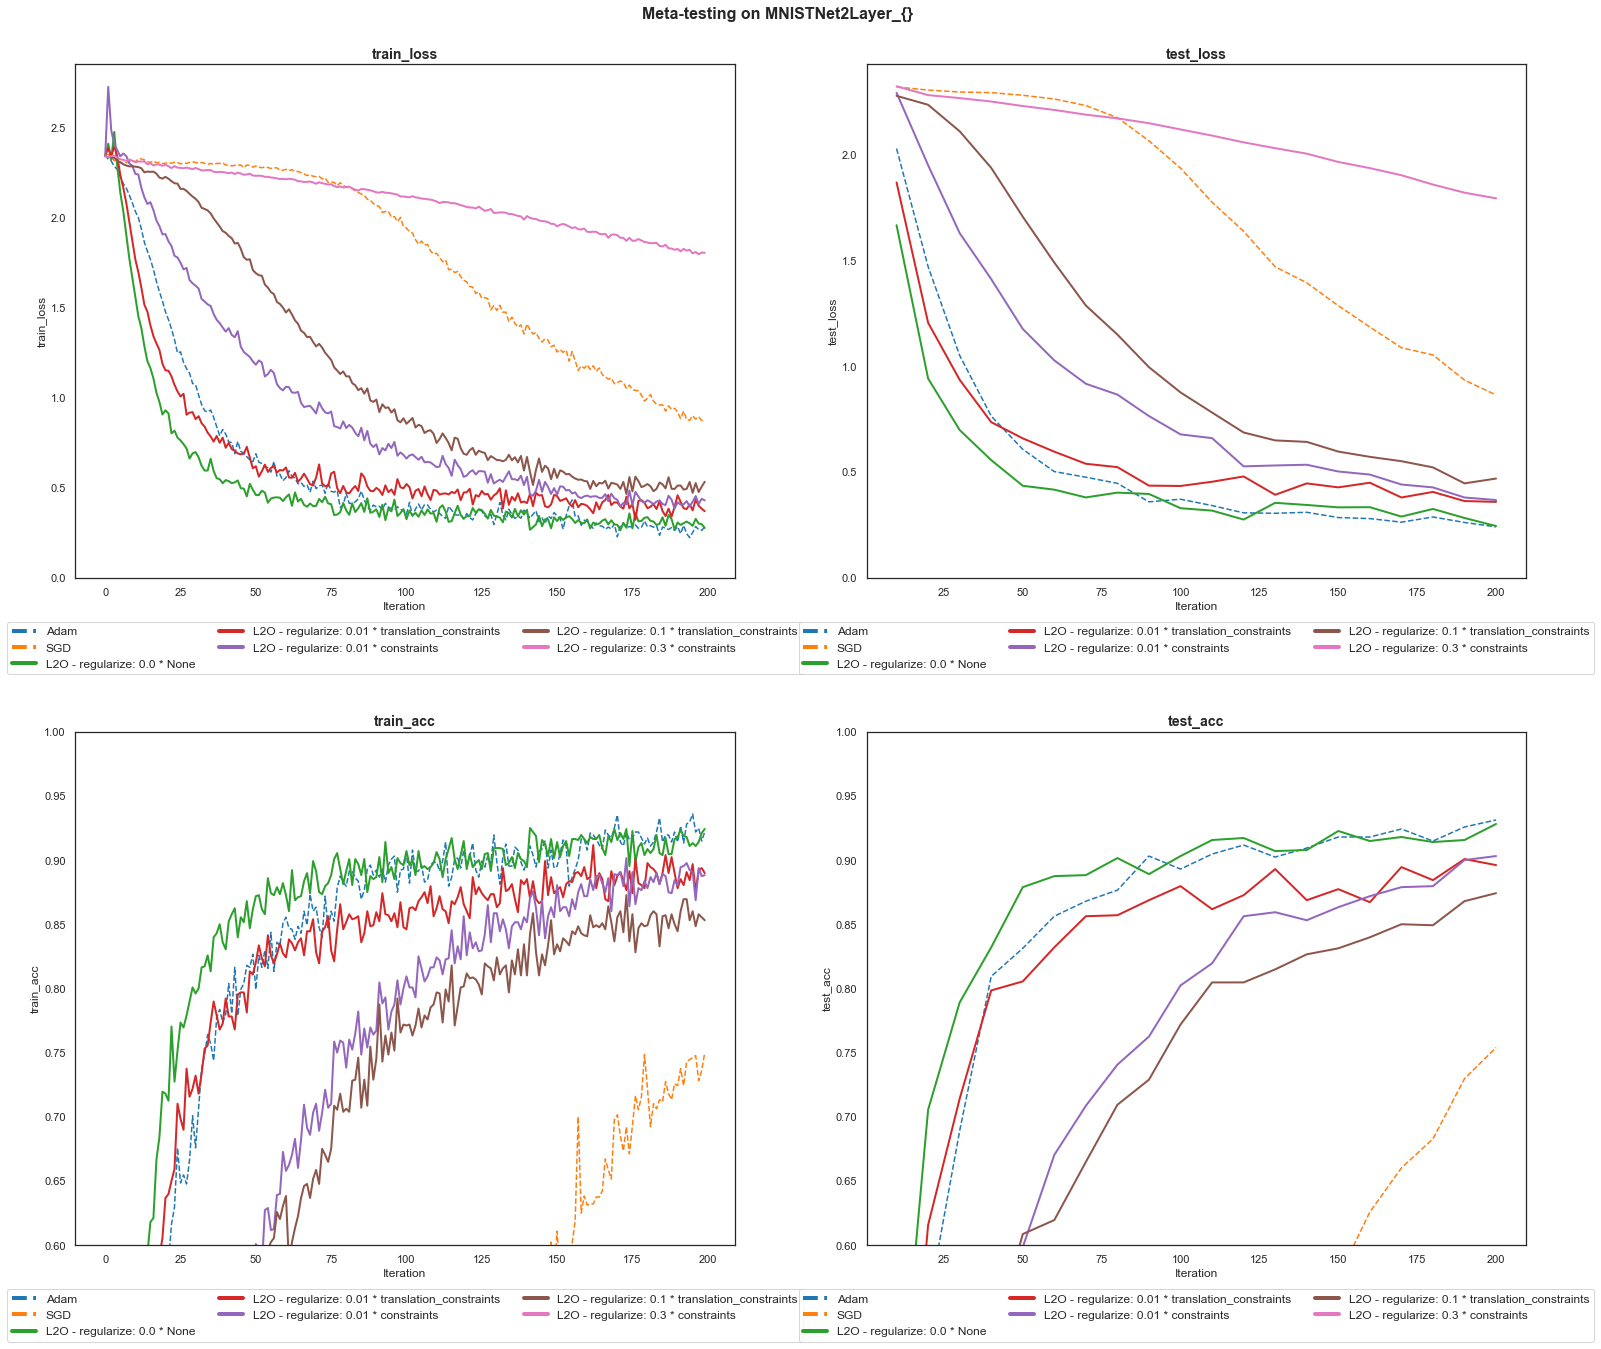 Meta-testing on MNISTNet2Layer_{}
train_loss
2.5
2.0
1.5
1.0
0.5
0.0
train_loss
0 25 50 75 100 125 150 175 200
Iteration
Adam L2O - regularize: 0.01 * translation_constraints L2O - regularize: 0.1 * translation_constraints
SGD L2O - regularize: 0.01 * constraints L2O - regularize: 0.3 * constraints
L2O - regularize: 0.0 * None
test_loss
2.0
1.5
1.0
0.5
0.0
test_loss
25 50 75 100 125 150 175 200
Iteration
Adam L2O - regularize: 0.01 * translation_constraints L2O - regularize: 0.1 * translation_constraints
SGD L2O - regularize: 0.01 * constraints L2O - regularize: 0.3 * constraints
L2O - regularize: 0.0 * None
train_acc
1.00
0.95
0.90
0.85
0.80
0.75
0.70
0.65
0.60
train_acc
0 25 50 75 100 125 150 175 200
Iteration
Adam L2O - regularize: 0.01 * translation_constraints L2O - regularize: 0.1 * translation_constraints
SGD L2O - regularize: 0.01 * constraints L2O - regularize: 0.3 * constraints
L2O - regularize: 0.0 * None
test_acc
1.00
0.95
0.90
0.85
0.80
0.75
0.70
0.65
0.60
test_acc
25 50 75 100 125 150 175 200
Iteration
Adam L2O - regularize: 0.01 * translation_constraints L2O - regularize: 0.1 * translation_constraints
SGD L2O - regularize: 0.01 * constraints L2O - regularize: 0.3 * constraints
L2O - regularize: 0.0 * None